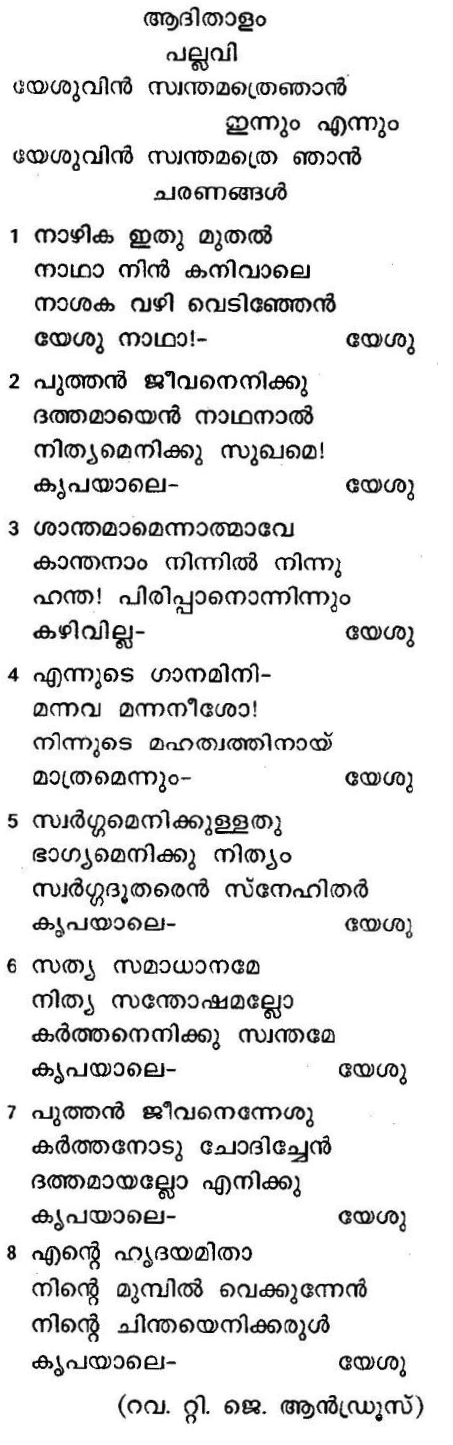 ആദിതാളം
പല്ലവി
യേശുവിൻ സ്വന്തമത്രെഞാൻ
ഇന്നും എന്നും
യേശുവിൻ സ്വന്തമത്രെ ഞാൻ
ചരണങ്ങൾ
1 നാഴിക ഇതു മുതൽ
നാഥാ നിൻ കനിവാലെ
നാശക വഴി വെടിഞ്ഞേൻ
യേശു നാഥാ!- യേശു
2 പുത്തൻ ജീവനെനിക്കു
ദത്തമായെൻ നാഥനാൽ
നിത്യമെനിക്കു സുഖമെ!
കൃപയാലെ- യേശു
3 ശാന്തമാമെന്നാത്മാവേ
കാന്തനാം നിന്നിൽ നിന്നു
ഹന്ത! പിരിപ്പാനൊന്നിന്നും
കഴിവില്ല- യേശു
4 എന്നുടെ ഗാനമിനി-
മന്നവ മന്നനീശോ!
നിന്നുടെ മഹത്വത്തിനായ്
മാത്രമെന്നും- യേശു
5 സ്വർഗ്ഗമെനിക്കുള്ളതു
ഭാഗ്യമെനിക്കു നിത്യം
സ്വർഗ്ഗദൂതരെൻ സ്നേഹിതർ
കൃപയാലെ- യേശു
6 സത്യ സമാധാനമേ
നിത്യ സന്തോഷമല്ലോ
കർത്തനെനിക്കു സ്വന്തമേ
കൃപയാലെ- യേശു
7 പുത്തൻ ജീവനെന്നേശു
കർത്തനോടു ചോദിച്ചേൻ
ദത്തമായല്ലോ എനിക്കു
കൃപയാലെ- യേശു
8 എന്റെ ഹൃദയമിതാ
നിന്റെ മുമ്പിൽ വെക്കുന്നേൻ
നിന്റെ ചിന്തയെനിക്കരുൾ
കൃപയാലെ- യേശു
(റവ. റ്റി. ജെ. ആൻഡ്രൂസ്)